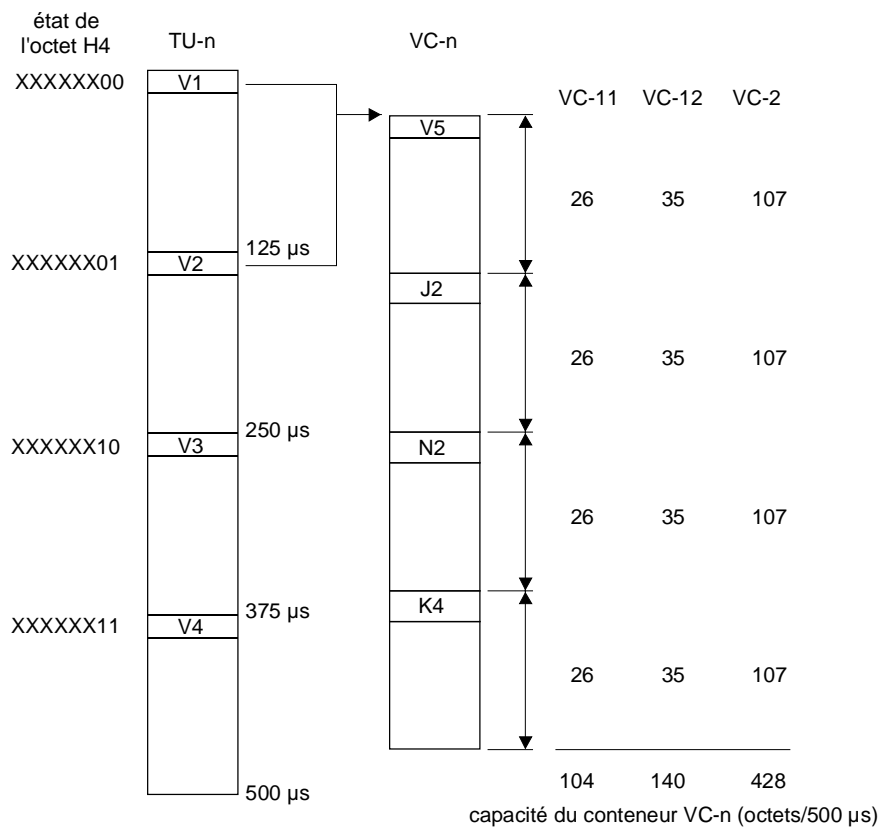 état de
l'octet H4
TU-n
VC-n
XXXXXX00
V1
VC-11 VC-12 VC-2
V5
26 35 107
125 µs
XXXXXX01
V2
J2
26 35 107
250 µs
XXXXXX10
V3
N2
26 35 107
375 µs
XXXXXX11
V4
K4
26 35 107
500 µs
104 140 428
capacité du conteneur VC-n (octets/500 µs)